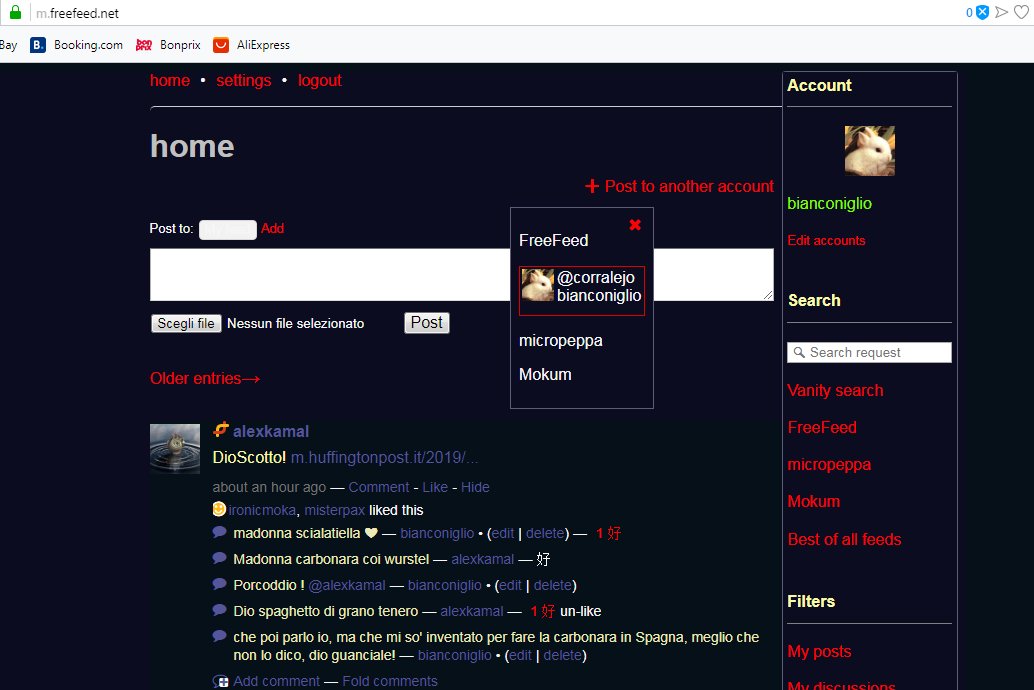 m.freefeed.net
0
Bay B. Booking.com bon prix Bonprix AliExpress
home • settings • logout
home
+ Post to another account
Post to: Add
Scegli file Nessun file selezionato Post
FreeFeed
@corralejo
bianconiglio
micropeppa
Mokum
Older entries→
alexkamal
DioScotto! m.huffingtonpost.it/2019/...
about an hour ago — Comment - Like - Hide
ironicmoka, misterpax liked this
madonna scialatiella ♥ — bianconiglio • (edit | delete) — 1 好
Madonna carbonara coi wurstel — alexkamal — 好
Porcoddio ! @alexkamal — bianconiglio • (edit | delete)
Dio spaghetto di grano tenero — alexkamal — 1 好 un-like
che poi parlo io, ma che mi so' inventato per fare la carbonara in Spagna, meglio che
non lo dico, dio guanciale! — bianconiglio • (edit | delete)
Add comment — Fold comments
Account
bianconiglio
Edit accounts
Search
Search request
Vanity search
FreeFeed
micropeppa
Mokum
Best of all feeds
Filters
My posts
My discussions